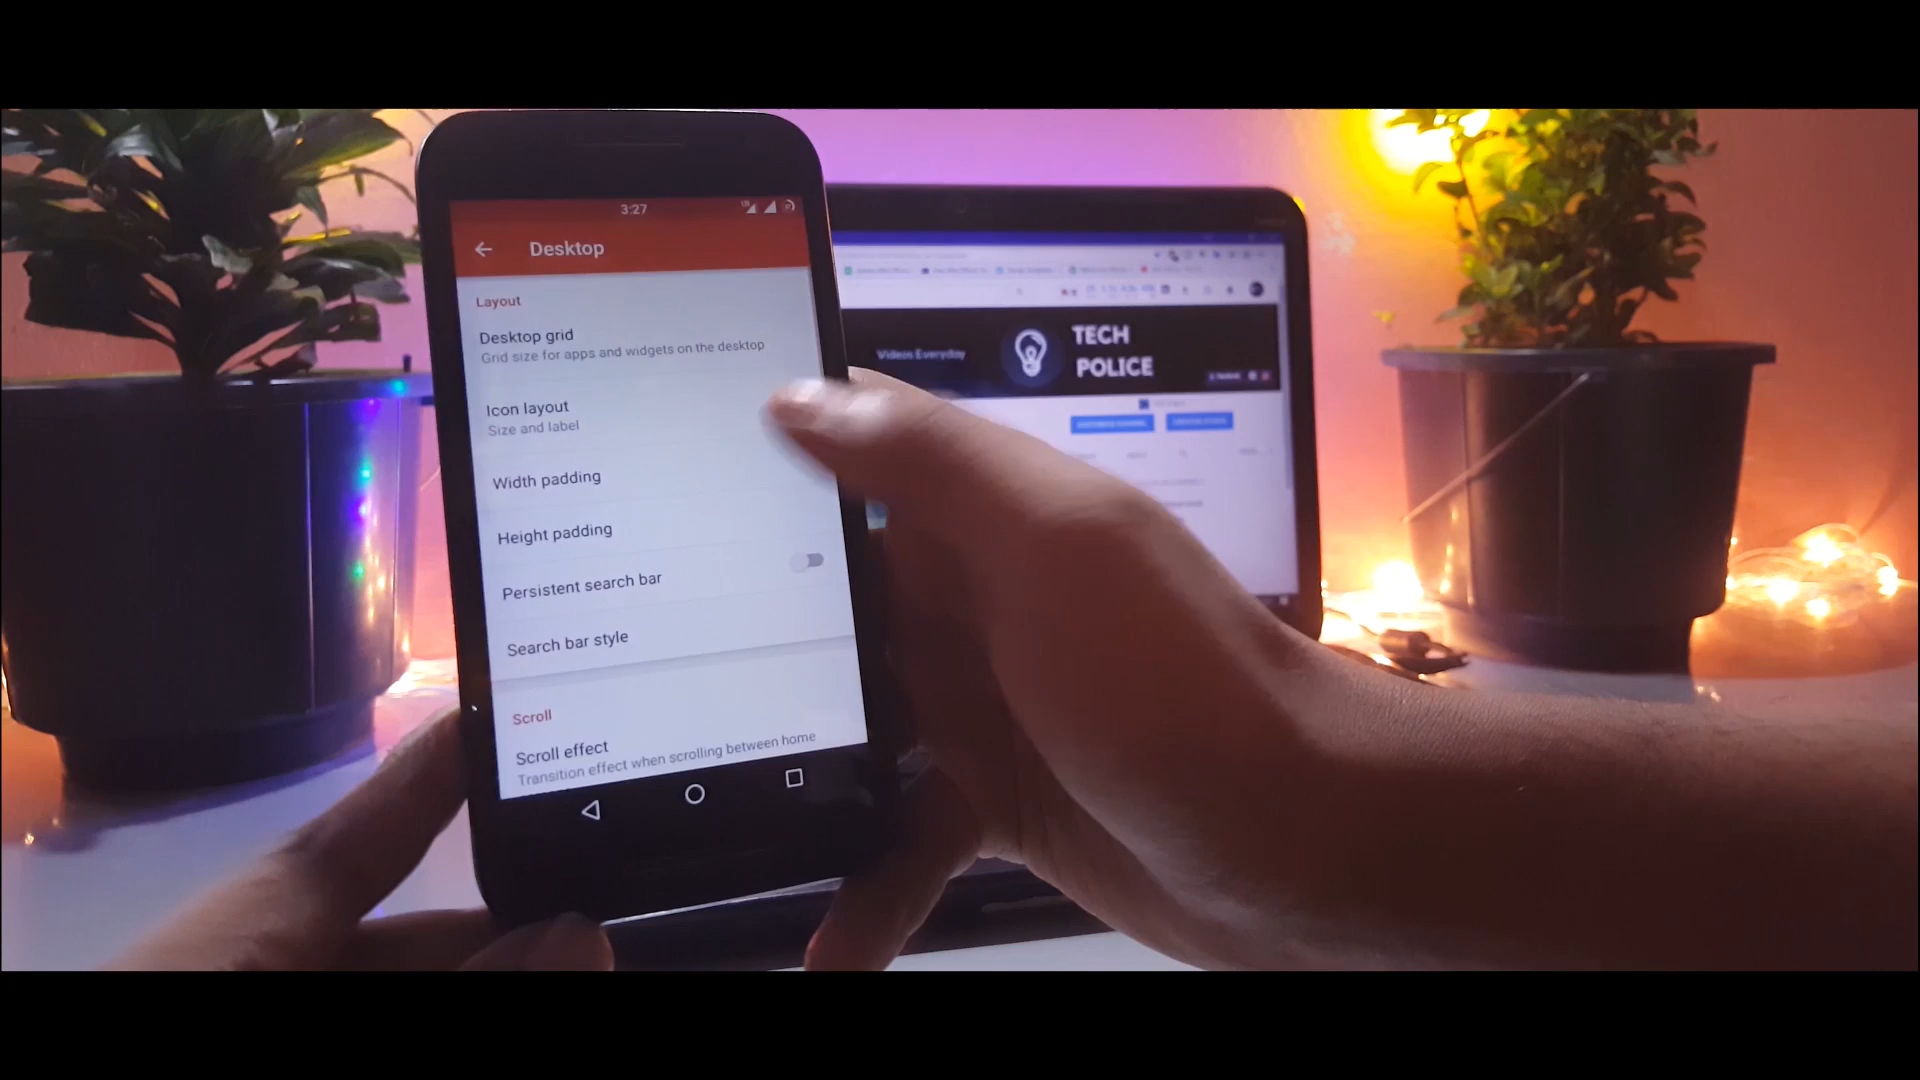 3:27
Desktop
Layout
Desktop grid
Grid size for apps and widgets on the desktop
Icon layout
Size and label
Width padding
Height padding
Persistent search bar
Search bar style
Scroll
Scroll effect
Transition effect when scrolling between home
Videos Everyday
TECH
POLICE